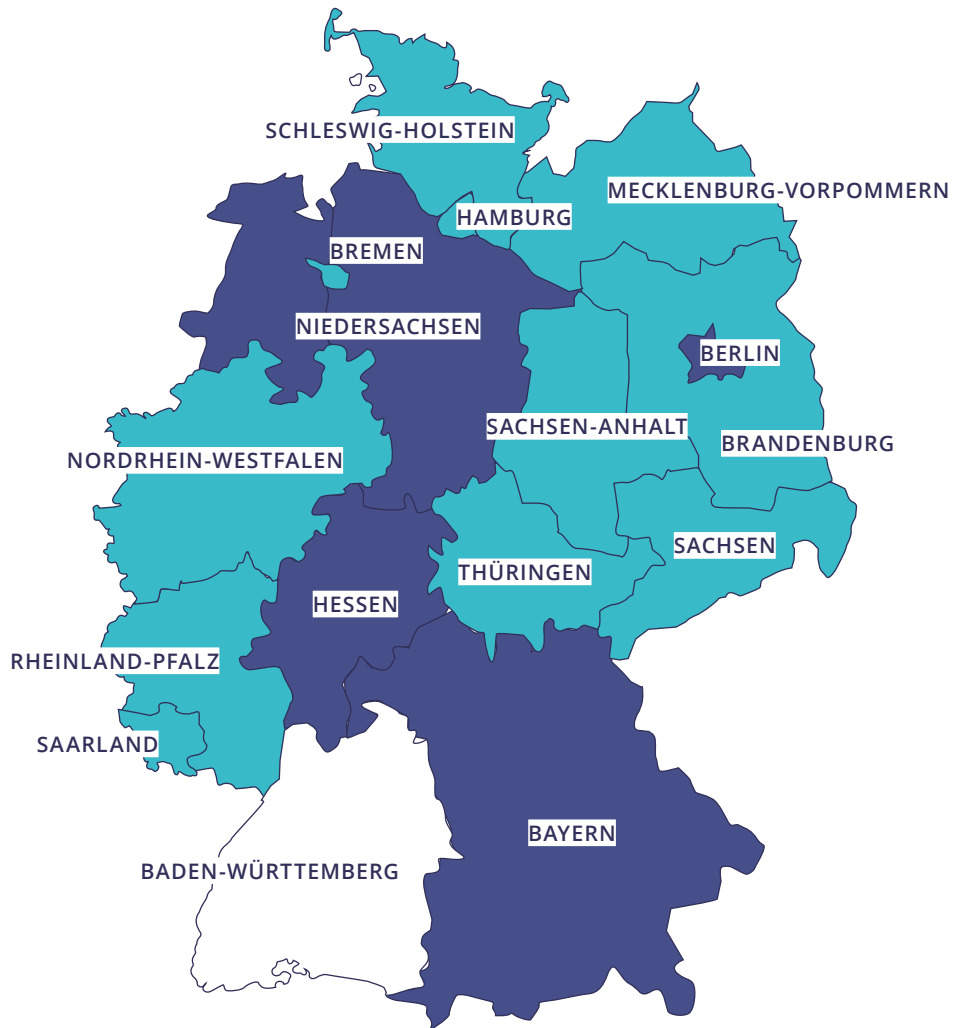 SCHLESWIG-HOLSTEIN
MECKLENBURG-VORPOMMERN
HAMBURG
BREMEN
NIEDERSACHSEN
BERLIN
SACHSEN-ANHALT
BRANDENBURG
NORDRHEIN-WESTFALEN
SACHSEN
THÜRINGEN
HESSEN
RHEINLAND-PFALZ
SAARLAND
BAYERN
BADEN-WÜRTTEMBERG